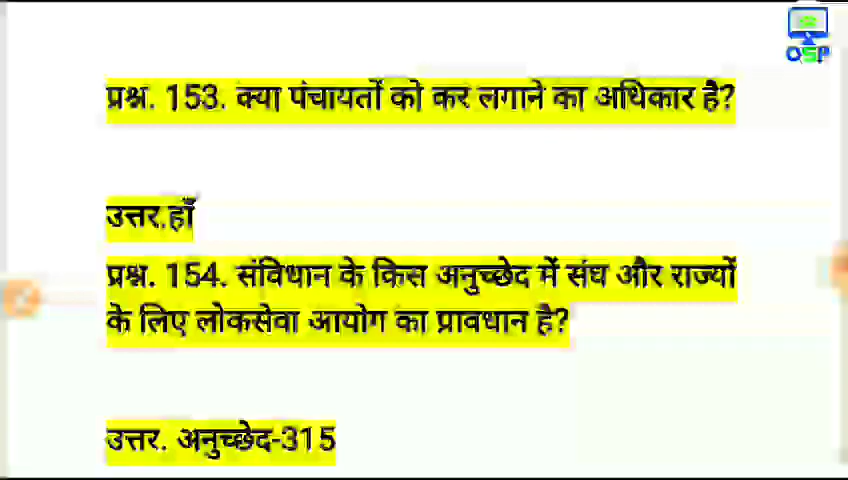 OSP
प्रश्न. 153. क्या पंचायतों को कर लगाने का अधिकार है?
उत्तर.हाँ
प्रश्न. 154. संविधान के किस अनुच्छेद में संघ और राज्यों
के लिए लोकसेवा आयोग का प्रावधान है?
उत्तर. अनुच्छेद-315